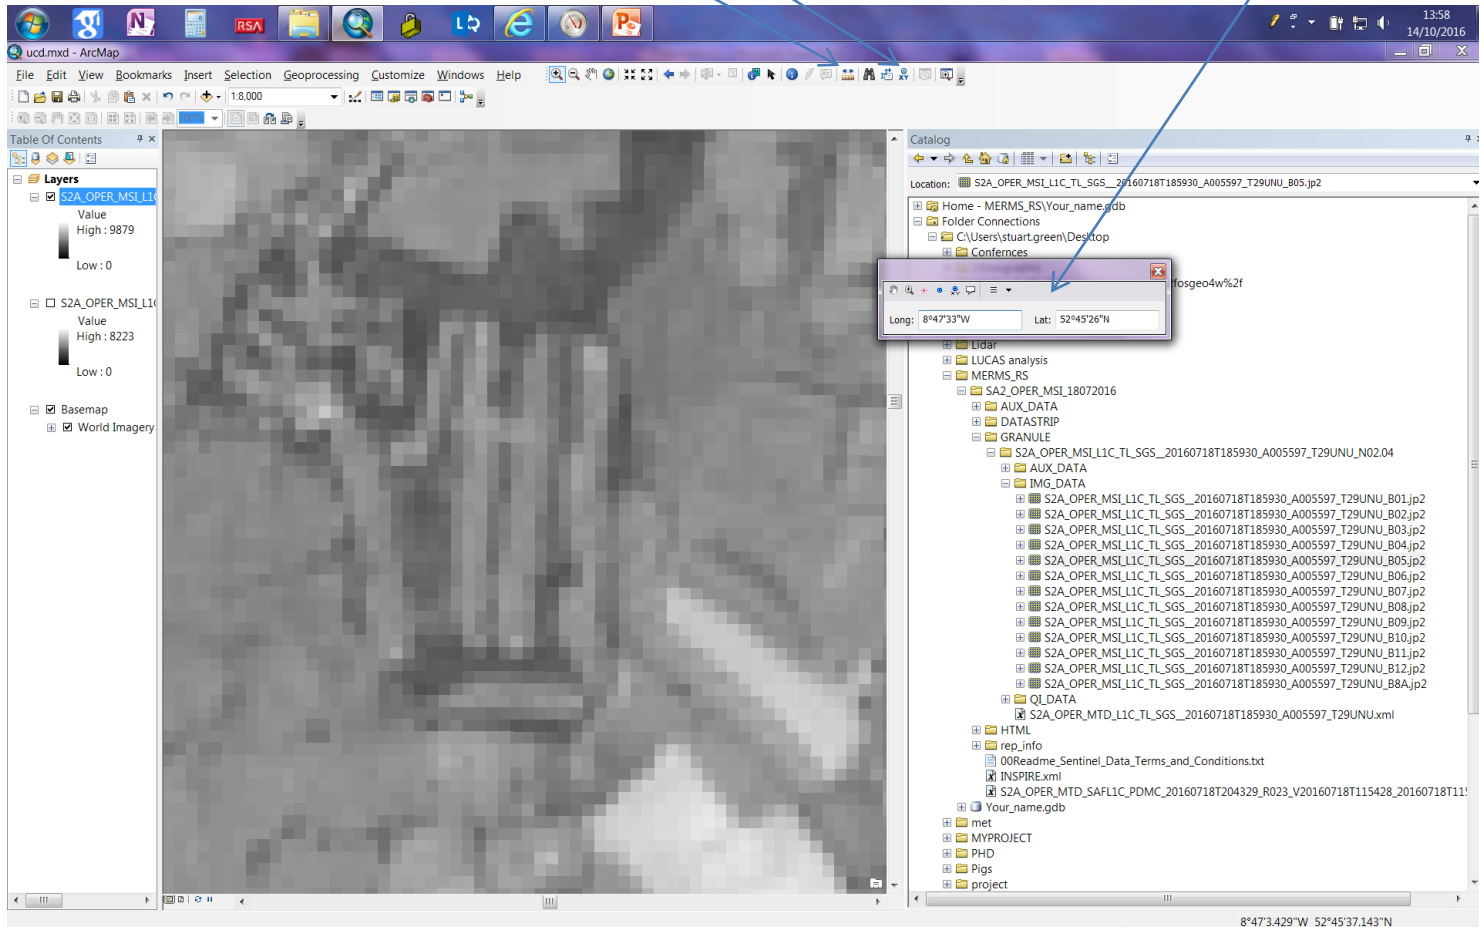 RSA
13:58
14/10/2016
ucd.mxd - ArcMap
File Edit View Bookmarks Insert Selection Geoprocessing Customize Windows Help
1:8,000
100%
Table Of Contents
Layers
S2A_OPER_MSI_L1C
Value
High : 9879
Low : 0
S2A_OPER_MSI_L1C
Value
High : 8223
Low : 0
Basemap
World Imagery
Catalog
Location: S2A_OPER_MSI_L1C_TL_SGS__20160718T185930_A005597_T29UNU_B05.jp2
Home - MERMS_RS\Your_name.gdb
Folder Connections
C:\Users\stuart.green\Desktop
Confernces
fosgeo4w%2f
Long: 8°47'33"W Lat: 52°45'26"N
Lidar
LUCAS analysis
MERMS_RS
SA2_OPER_MSI_18072016
AUX_DATA
DATASTRIP
GRANULE
S2A_OPER_MSI_L1C_TL_SGS__20160718T185930_A005597_T29UNU_N02.04
AUX_DATA
IMG_DATA
S2A_OPER_MSI_L1C_TL_SGS__20160718T185930_A005597_T29UNU_B01.jp2
S2A_OPER_MSI_L1C_TL_SGS__20160718T185930_A005597_T29UNU_B02.jp2
S2A_OPER_MSI_L1C_TL_SGS__20160718T185930_A005597_T29UNU_B03.jp2
S2A_OPER_MSI_L1C_TL_SGS__20160718T185930_A005597_T29UNU_B04.jp2
S2A_OPER_MSI_L1C_TL_SGS__20160718T185930_A005597_T29UNU_B05.jp2
S2A_OPER_MSI_L1C_TL_SGS__20160718T185930_A005597_T29UNU_B06.jp2
S2A_OPER_MSI_L1C_TL_SGS__20160718T185930_A005597_T29UNU_B07.jp2
S2A_OPER_MSI_L1C_TL_SGS__20160718T185930_A005597_T29UNU_B08.jp2
S2A_OPER_MSI_L1C_TL_SGS__20160718T185930_A005597_T29UNU_B09.jp2
S2A_OPER_MSI_L1C_TL_SGS__20160718T185930_A005597_T29UNU_B10.jp2
S2A_OPER_MSI_L1C_TL_SGS__20160718T185930_A005597_T29UNU_B11.jp2
S2A_OPER_MSI_L1C_TL_SGS__20160718T185930_A005597_T29UNU_B12.jp2
S2A_OPER_MSI_L1C_TL_SGS__20160718T185930_A005597_T29UNU_B8A.jp2
QI_DATA
S2A_OPER_MTD_L1C_TL_SGS__20160718T185930_A005597_T29UNU.xml
HTML
rep_info
00Readme_Sentinel_Data_Terms_and_Conditions.txt
INSPIRE.xml
S2A_OPER_MTD_SAFL1C_PDMC_20160718T204329_R023_V20160718T115428_20160718T115
Your_name.gdb
met
MYPROJECT
PHD
Pigs
project
8°47'3.429"W 52°45'37.143"N